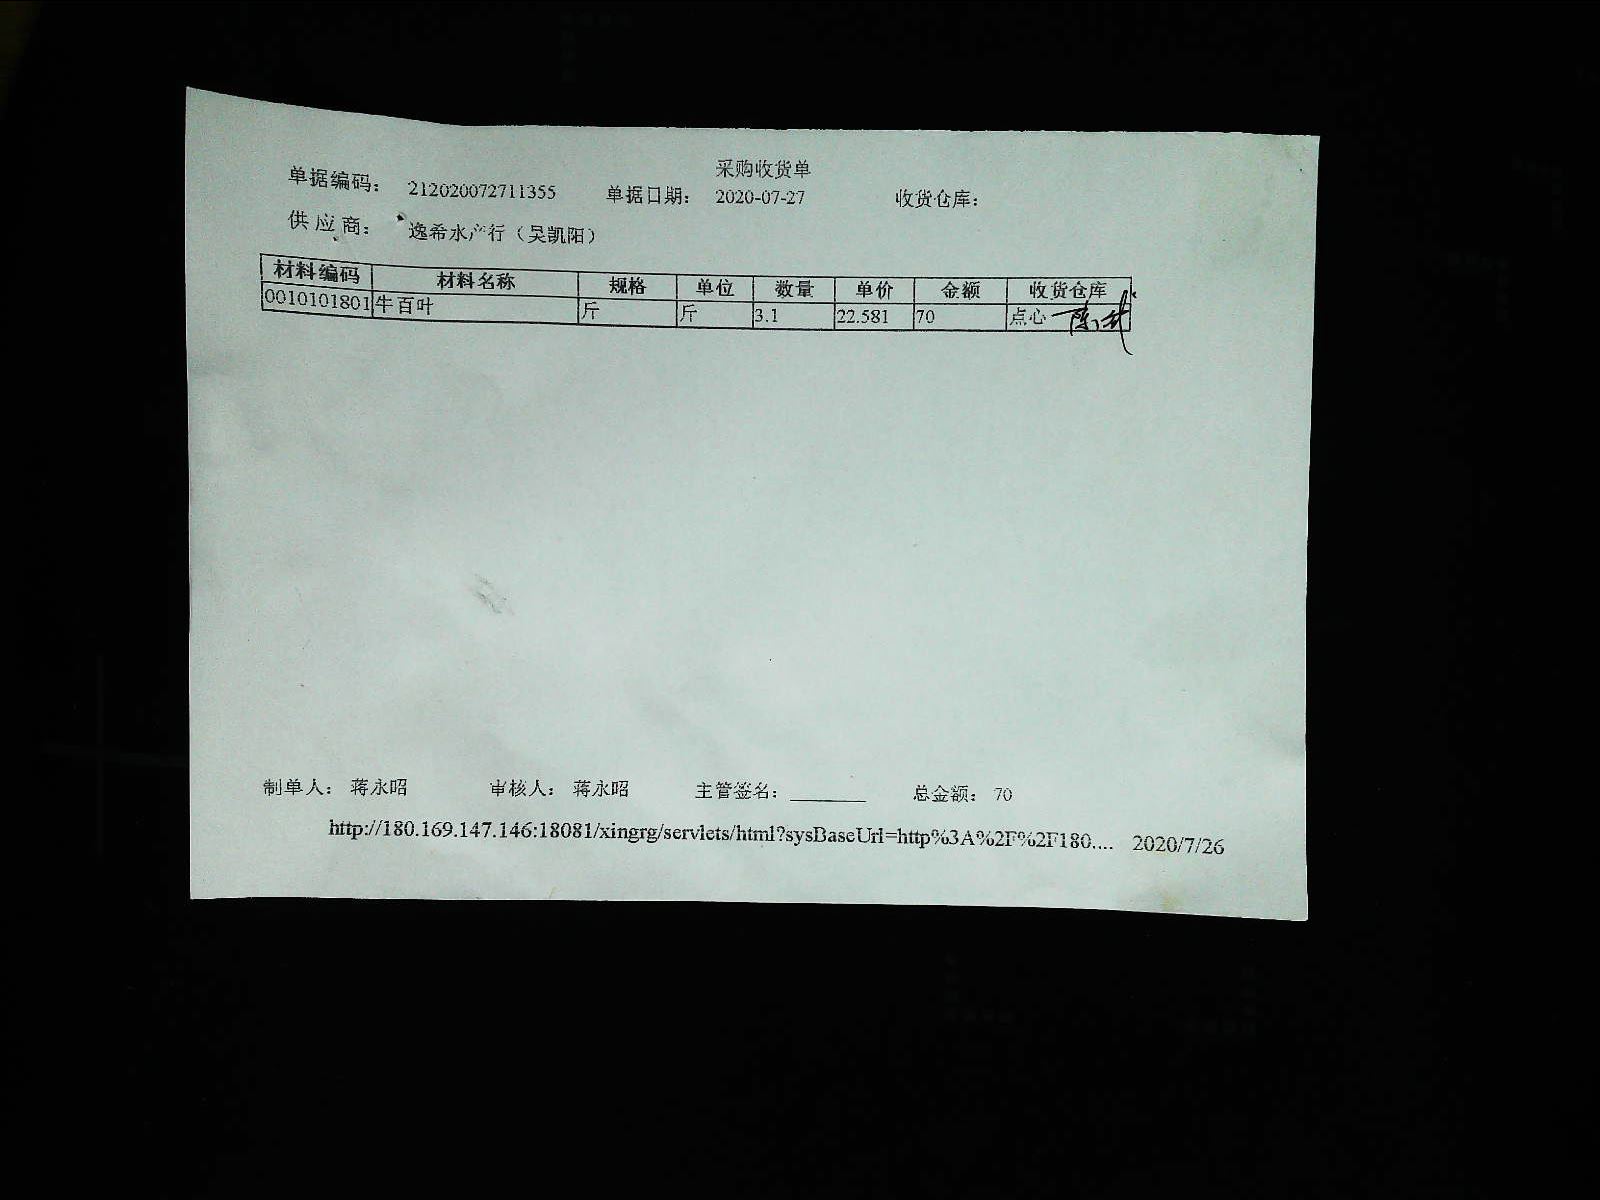 采购收货单
单据编码： 212020072711355 单据日期： 2020-07-27 收货仓库：
供应商： 逸希水产行（吴凯阳）
材料编码 材料名称 规格 单位 数量 单价 金额 收货仓库
0010101801 牛百叶 斤 斤 3.1 22.581 70 点心
制单人： 蒋永昭 审核人： 蒋永昭 主管签名：________ 总金额： 70
http://180.169.147.146:18081/xingrg/servlets/html?sysBaseUrl=http%3A%2F%2F180.... 2020/7/26